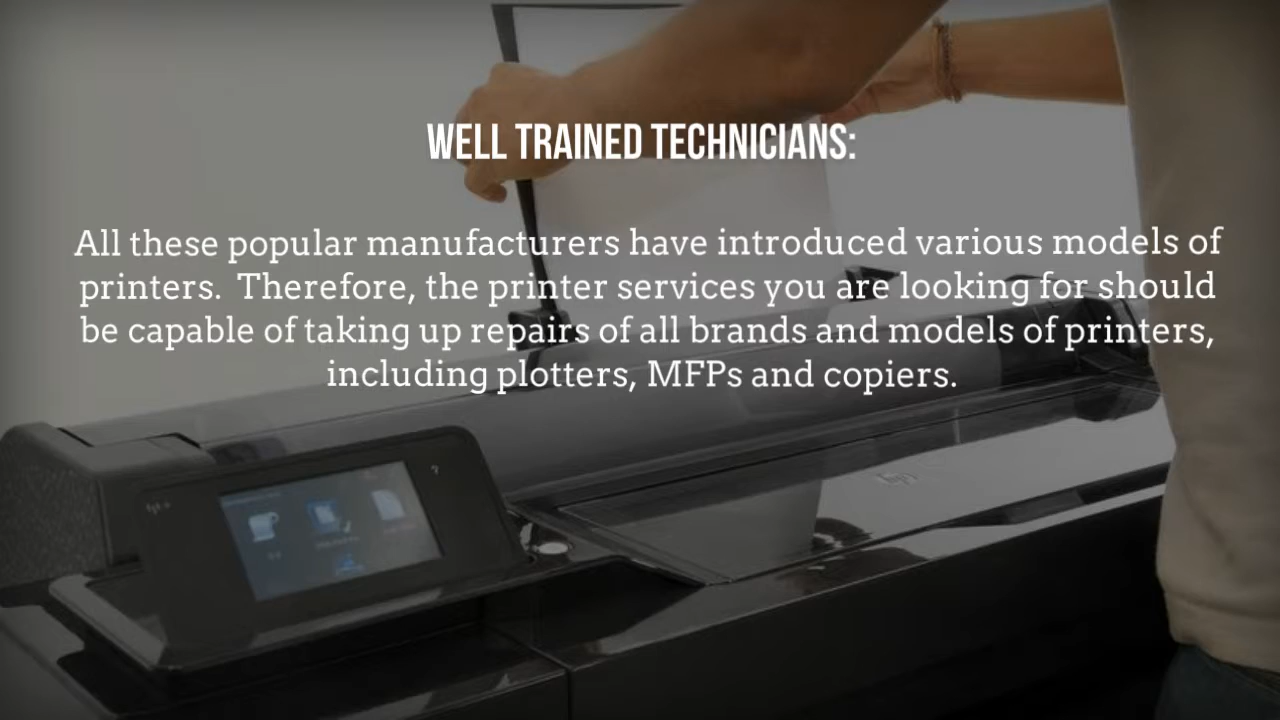 WELL TRAINED TECHNICIANS:
All these popular manufacturers have introduced various models of
printers.  Therefore, the printer services you are looking for should
be capable of taking up repairs of all brands and models of printers,
including plotters, MFPs and copiers.
hp
?